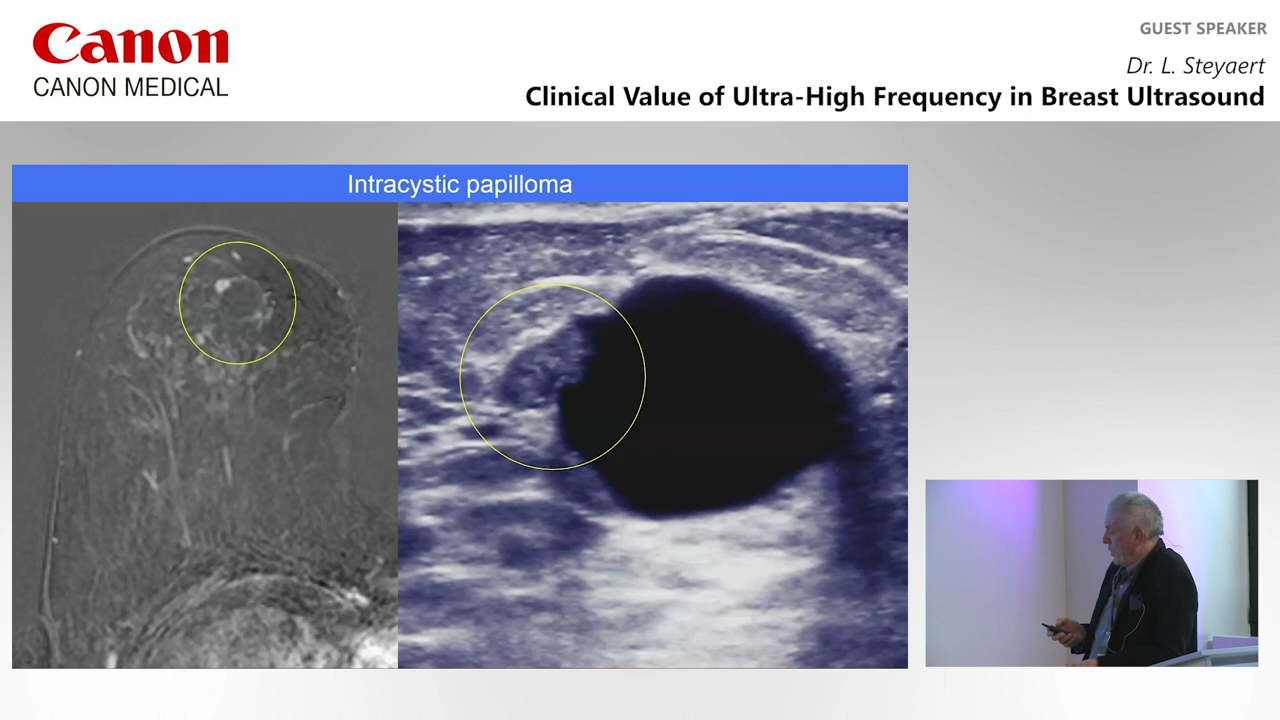 Canon
CANON MEDICAL
GUEST SPEAKER
Dr. L. Steyaert
Clinical Value of Ultra-High Frequency in Breast Ultrasound
Intracystic papilloma